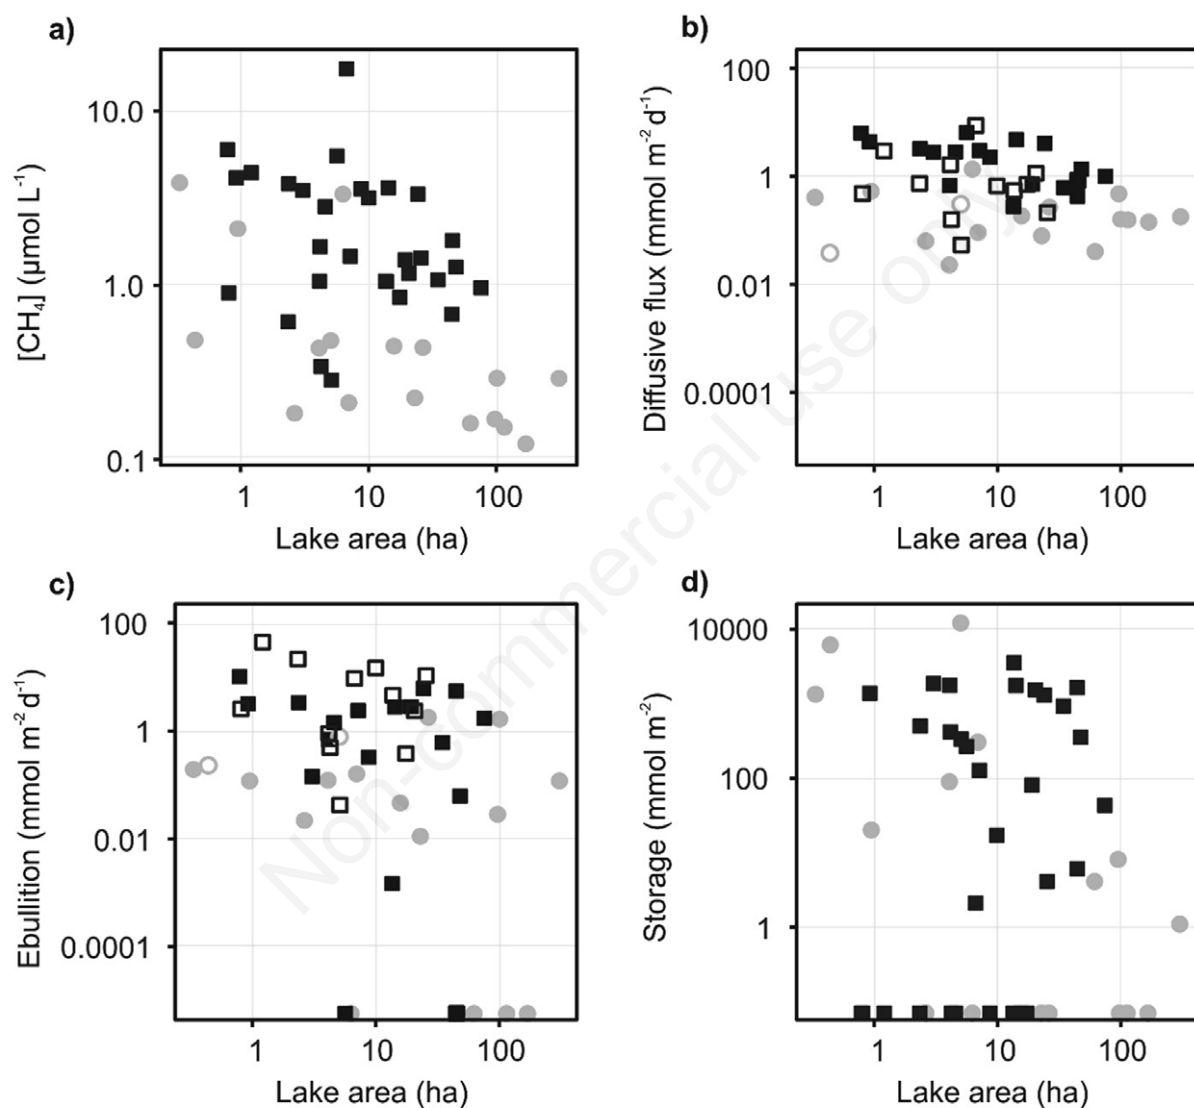 a)
10.0
1.0
0.1
[CH₄] (µmol L⁻¹)
1 10 100
Lake area (ha)
b)
100
1
0.01
0.0001
Diffusive flux (mmol m⁻² d⁻¹)
1 10 100
Lake area (ha)
c)
100
1
0.01
0.0001
Ebullition (mmol m⁻² d⁻¹)
1 10 100
Lake area (ha)
d)
10000
100
1
Storage (mmol m⁻²)
1 10 100
Lake area (ha)
Non-commercial use only